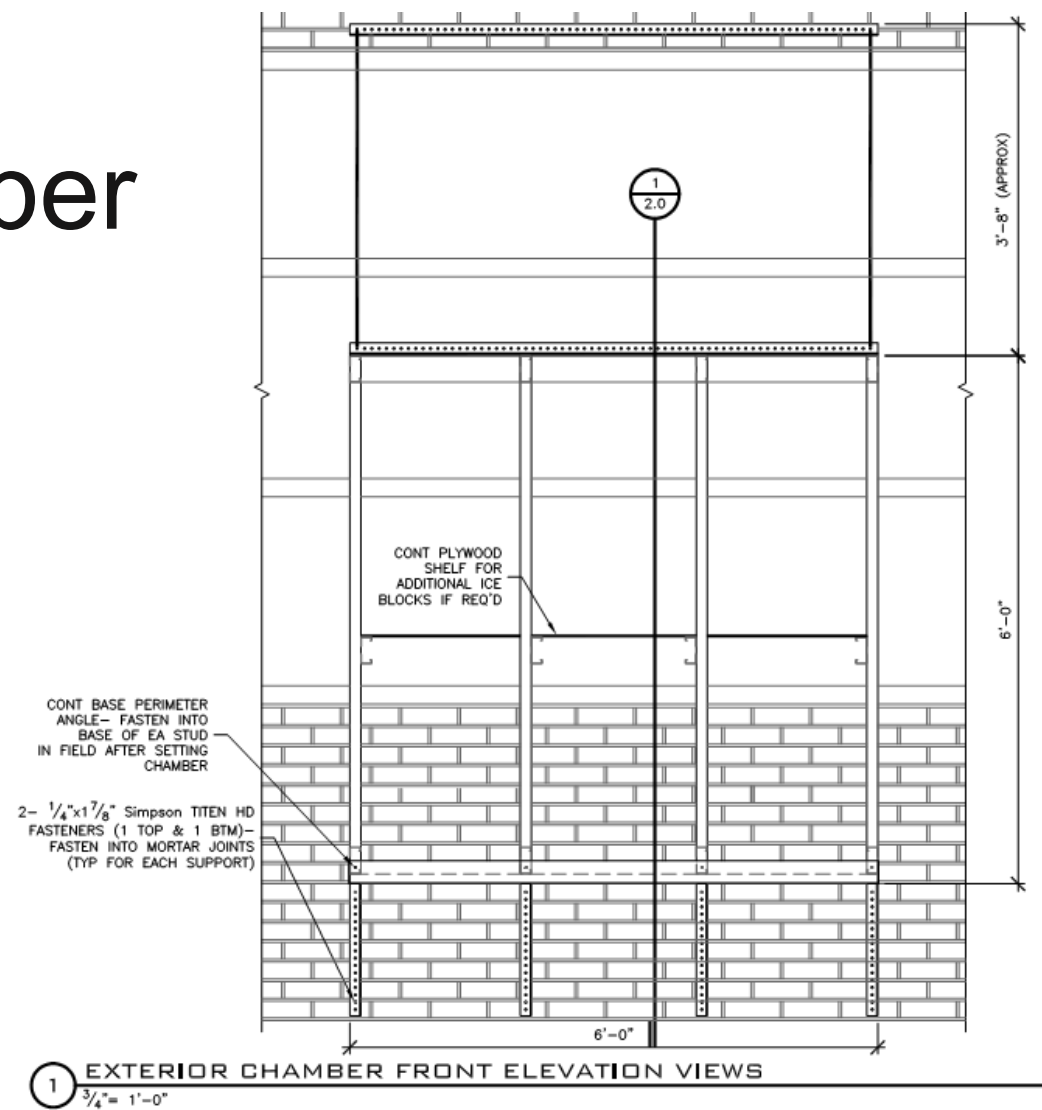 ber
1
2.0
3'-8" (APPROX)
CONT PLYWOOD
SHELF FOR
ADDITIONAL ICE
BLOCKS IF REQ'D
6'-0"
CONT BASE PERIMETER
ANGLE- FASTEN INTO
BASE OF EA STUD
IN FIELD AFTER SETTING
CHAMBER
2- 1/4"x1 7/8" Simpson TITEN HD
FASTENERS (1 TOP & 1 BTM)-
FASTEN INTO MORTAR JOINTS
(TYP FOR EACH SUPPORT)
6'-0"
1 EXTERIOR CHAMBER FRONT ELEVATION VIEWS
3/4"= 1'-0"